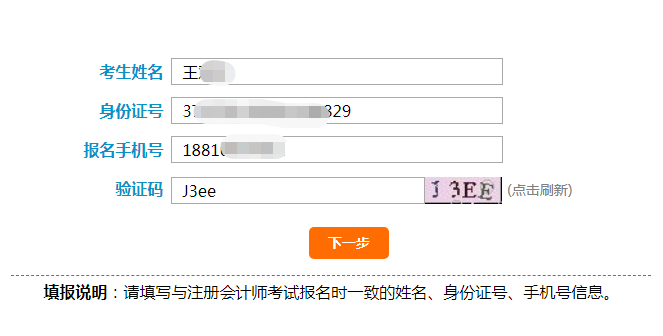 考生姓名 王
身份证号 37 829
报名手机号 1881
验证码 J3ee J 3EE (点击刷新)
下一步
填报说明：请填写与注册会计师考试报名时一致的姓名、身份证号、手机号信息。